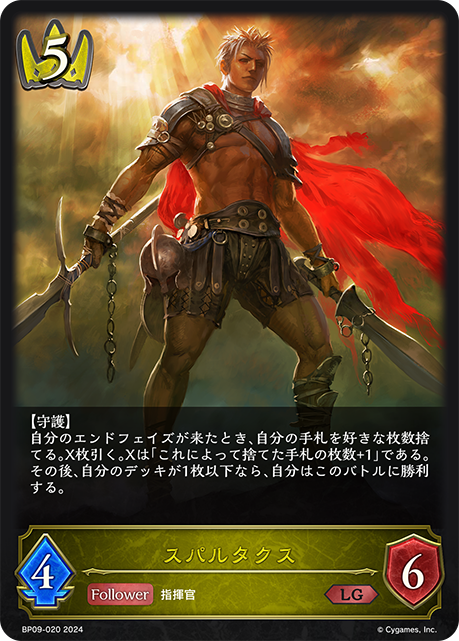 5
【守護】
自分のエンドフェイズが来たとき、自分の手札を好きな枚数捨
てる。X枚引く。Xは「これによって捨てた手札の枚数+1」である。
その後、自分のデッキが1枚以下なら、自分はこのバトルに勝利
する。
スパルタクス
4
Follower 指揮官
LG
6
BP09-020 2024
© Cygames, Inc.